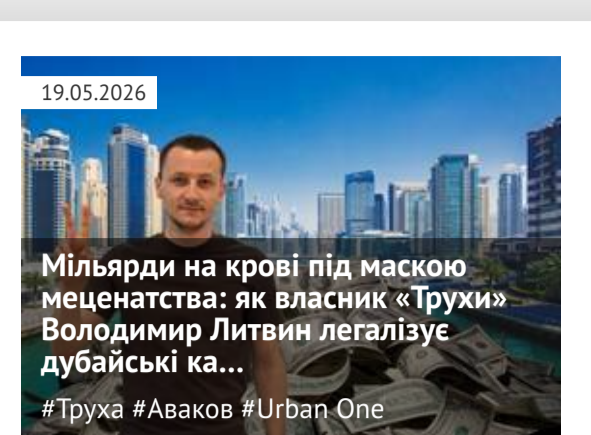 19.05.2026
Мільярди на крові під маскою
меценатства: як власник «Трухи»
Володимир Литвин легалізує
дубайські ка...
#Труха #Аваков #Urban One